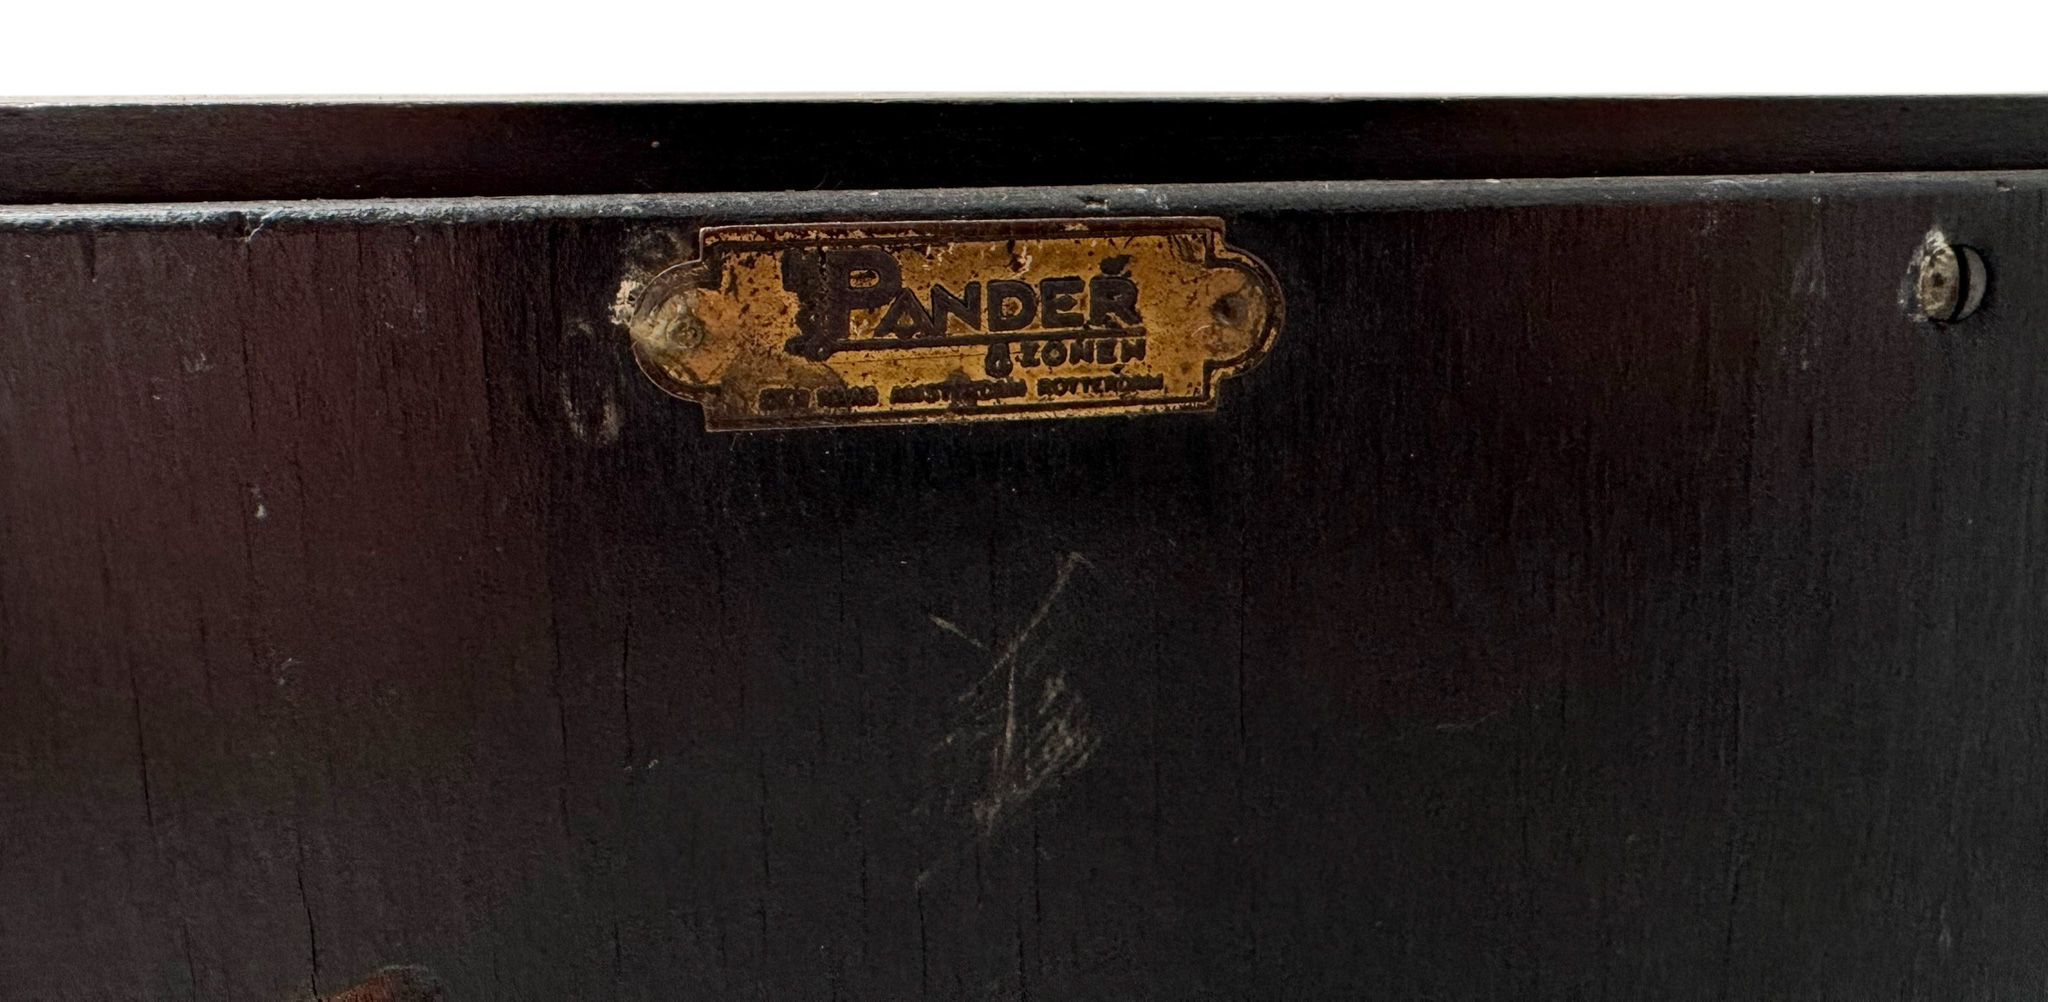 PANDER
& ZONEN
DEN HAAG AMSTERDAM ROTTERDAM